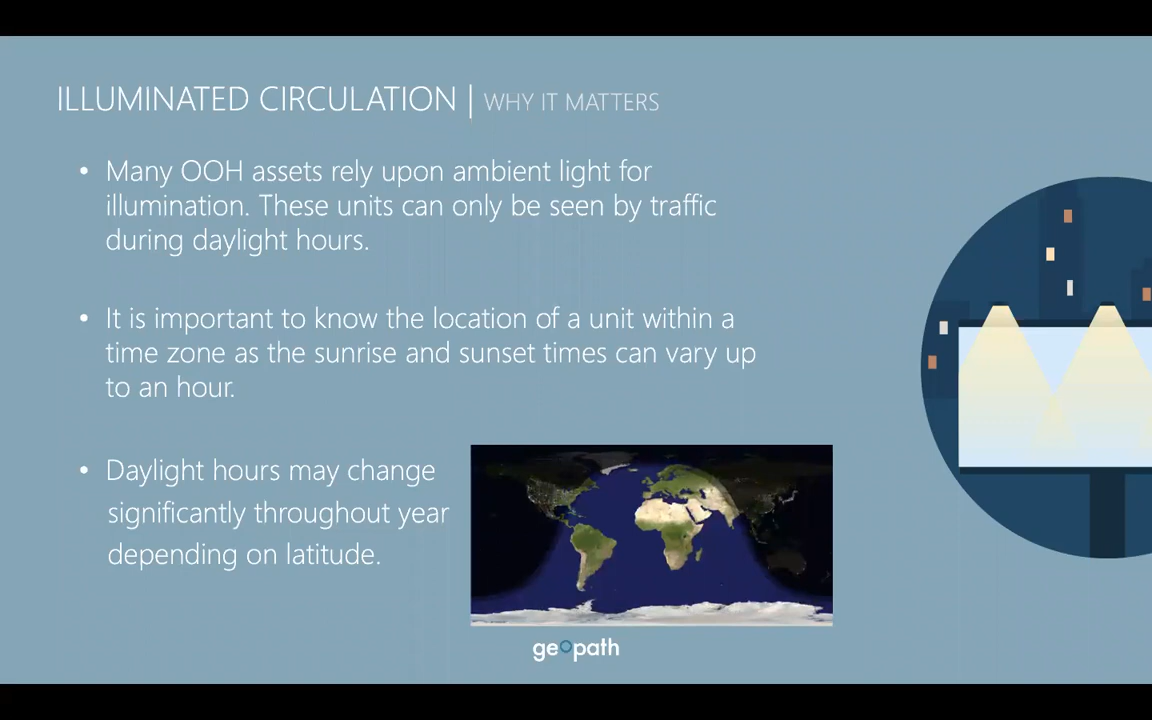 ILLUMINATED CIRCULATION | WHY IT MATTERS
• Many OOH assets rely upon ambient light for
illumination. These units can only be seen by traffic
during daylight hours.
• It is important to know the location of a unit within a
time zone as the sunrise and sunset times can vary up
to an hour.
• Daylight hours may change
significantly throughout year
depending on latitude.
geopath